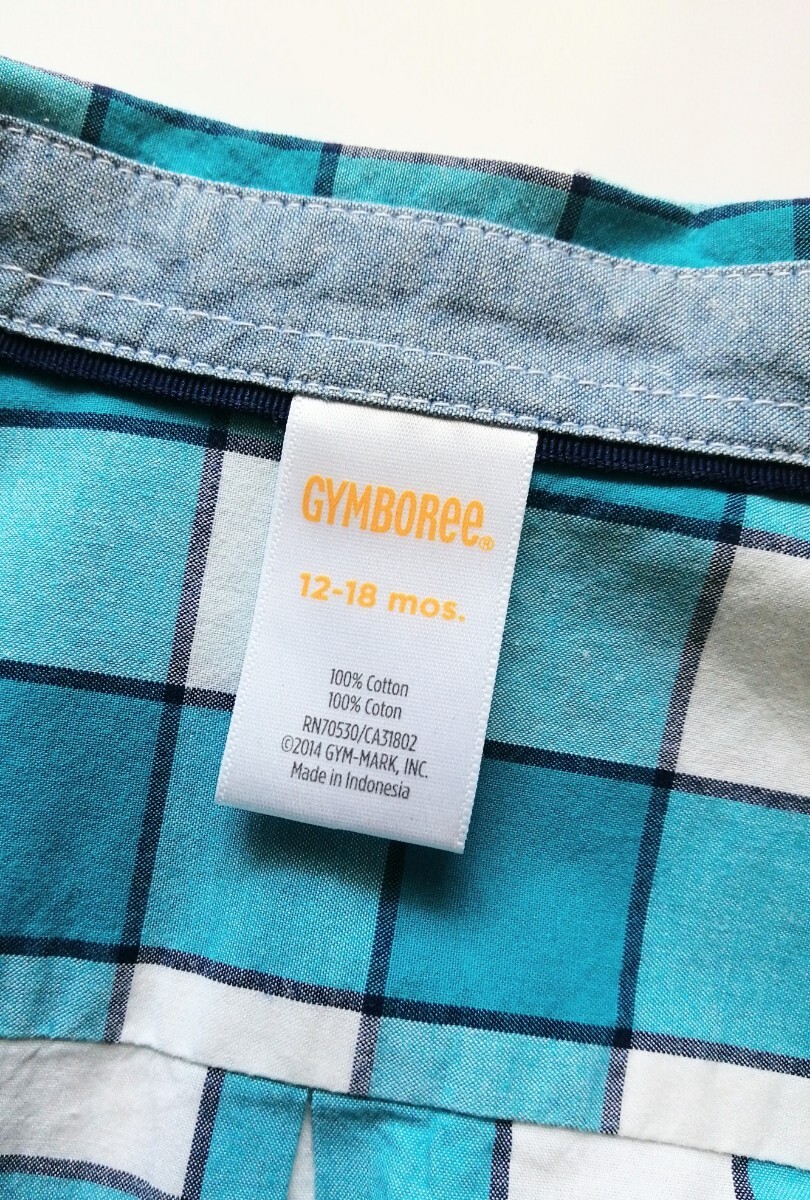 GYMBOREE®
12-18 mos.
100% Cotton
100% Coton
RN70530/CA31802
©2014 GYM-MARK, INC.
Made in Indonesia